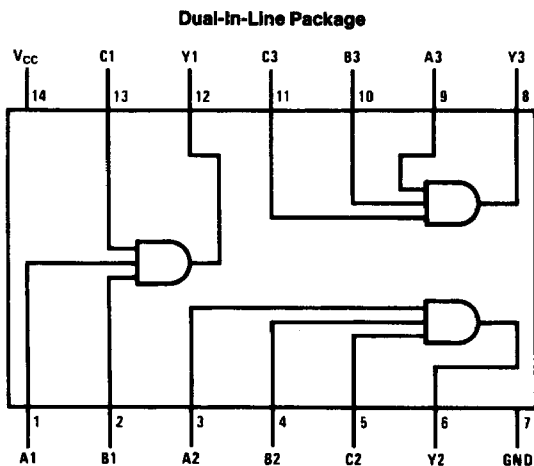 Dual-In-Line Package
VCC C1 Y1 C3 B3 A3 Y3
14 13 12 11 10 9 8
1 2 3 4 5 6 7
A1 B1 A2 B2 C2 Y2 GND